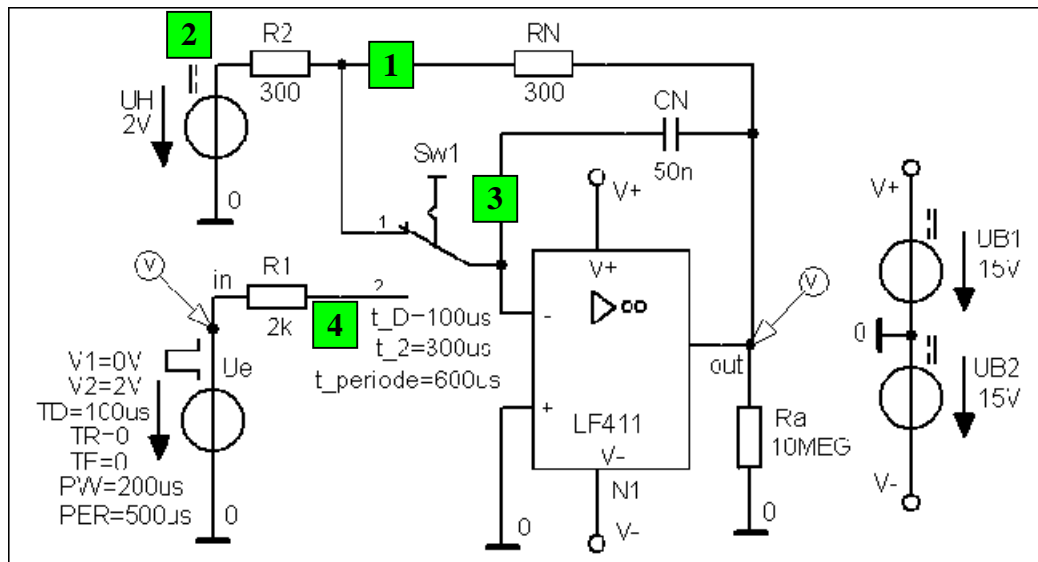 2
R2
300
1
RN
300
UH
2V
0
CN
50n
Sw1
3
V+
1
V
in
R1
2k
2
4
t_D=100us
t_2=300us
t_periode=600us
V1=0V
V2=2V
TD=100us
TR=0
TF=0
PW=200us
PER=500us
Ue
0
V+
-
+
LF411
V-
N1
V-
0
V
out
Ra
10MEG
0
V+
UB1
15V
0
UB2
15V
V-